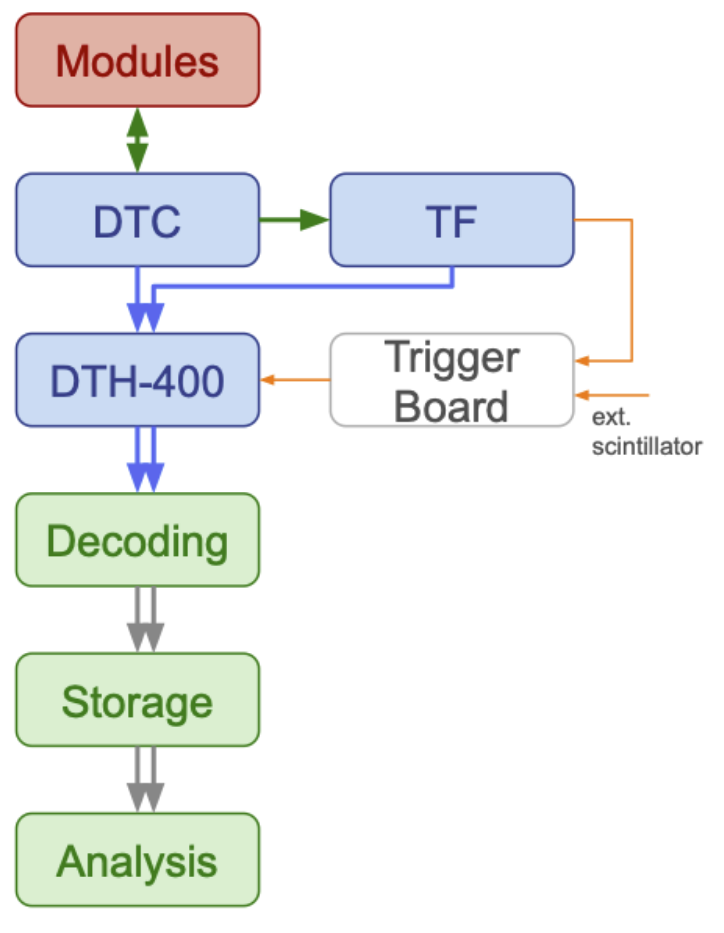 Modules
DTC
TF
DTH-400
Trigger
Board
ext.
scintillator
Decoding
Storage
Analysis